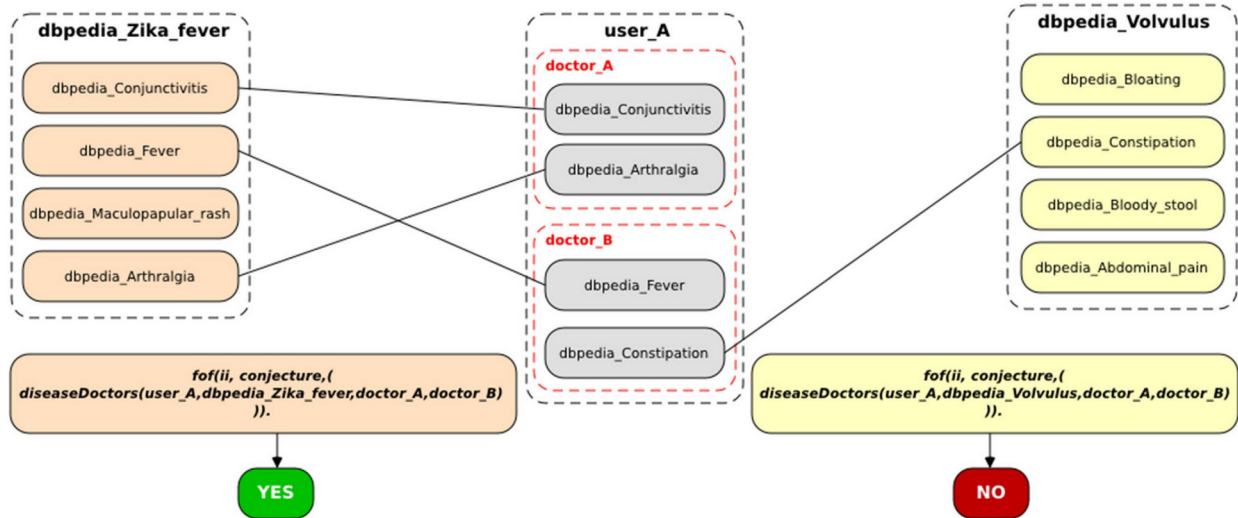 dbpedia_Zika_fever
dbpedia_Conjunctivitis
dbpedia_Fever
dbpedia_Maculopapular_rash
dbpedia_Arthralgia
user_A
doctor_A
dbpedia_Conjunctivitis
dbpedia_Arthralgia
doctor_B
dbpedia_Fever
dbpedia_Constipation
dbpedia_Volvulus
dbpedia_Bloating
dbpedia_Constipation
dbpedia_Bloody_stool
dbpedia_Abdominal_pain
fof(ii, conjecture,(
diseaseDoctors(user_A,dbpedia_Zika_fever,doctor_A,doctor_B)
)).
YES
fof(ii, conjecture,(
diseaseDoctors(user_A,dbpedia_Volvulus,doctor_A,doctor_B)
)).
NO